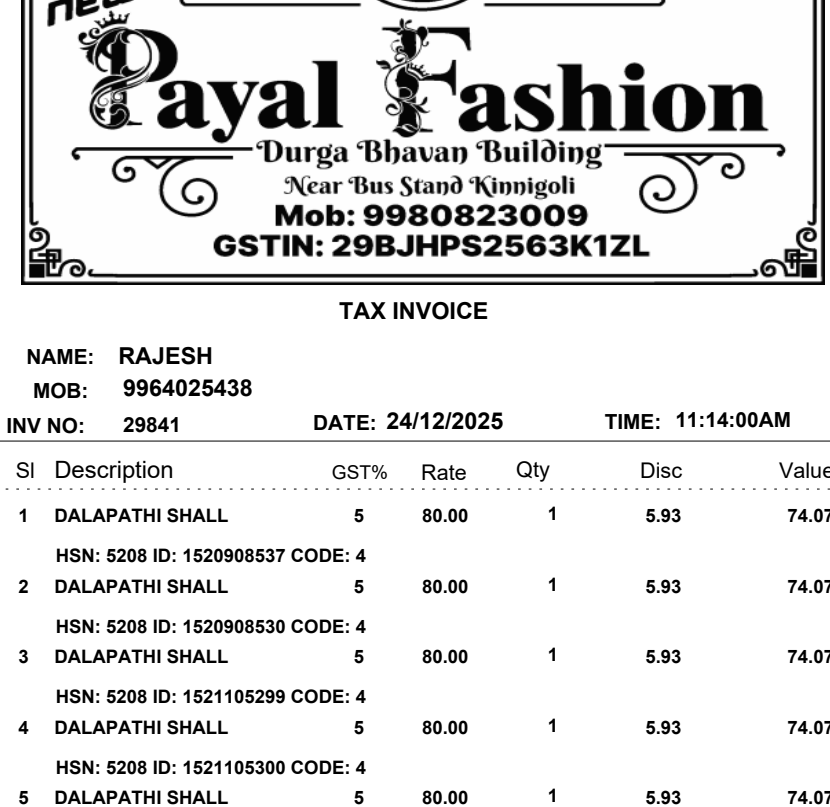 new
Payal Fashion
Durga Bhavan Building
Near Bus Stand Kinnigoli
Mob: 9980823009
GSTIN: 29BJHPS2563K1ZL
TAX INVOICE
NAME: RAJESH
MOB: 9964025438
INV NO: 29841 DATE: 24/12/2025 TIME: 11:14:00AM
Sl Description GST% Rate Qty Disc Value
1 DALAPATHI SHALL 5 80.00 1 5.93 74.07
HSN: 5208 ID: 1520908537 CODE: 4
2 DALAPATHI SHALL 5 80.00 1 5.93 74.07
HSN: 5208 ID: 1520908530 CODE: 4
3 DALAPATHI SHALL 5 80.00 1 5.93 74.07
HSN: 5208 ID: 1521105299 CODE: 4
4 DALAPATHI SHALL 5 80.00 1 5.93 74.07
HSN: 5208 ID: 1521105300 CODE: 4
5 DALAPATHI SHALL 5 80.00 1 5.93 74.07